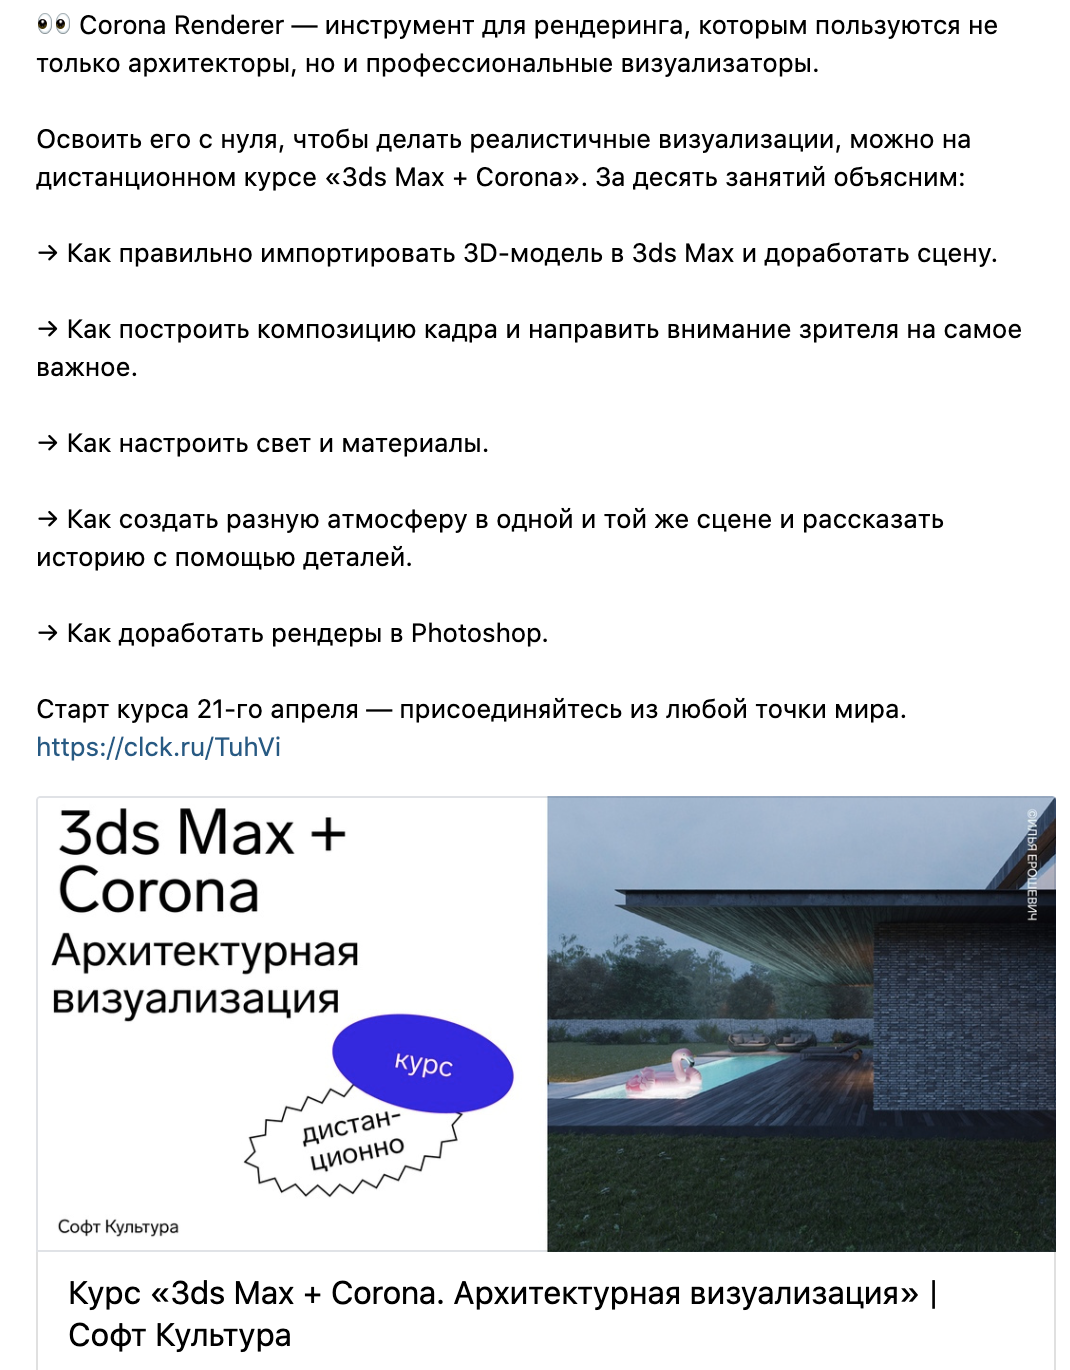 👀 Corona Renderer — инструмент для рендеринга, которым пользуются не
только архитекторы, но и профессиональные визуализаторы.
Освоить его с нуля, чтобы делать реалистичные визуализации, можно на
дистанционном курсе «3ds Max + Corona». За десять занятий объясним:
→ Как правильно импортировать 3D-модель в 3ds Max и доработать сцену.
→ Как построить композицию кадра и направить внимание зрителя на самое
важное.
→ Как настроить свет и материалы.
→ Как создать разную атмосферу в одной и той же сцене и рассказать
историю с помощью деталей.
→ Как доработать рендеры в Photoshop.
Старт курса 21-го апреля — присоединяйтесь из любой точки мира.
https://clck.ru/TuhVi
3ds Max +
Corona
Архитектурная
визуализация
курс
дистан-
ционно
Софт Культура
©ИЛЬЯ ЕРОШЕВИЧ
Курс «3ds Max + Corona. Архитектурная визуализация» |
Софт Культура